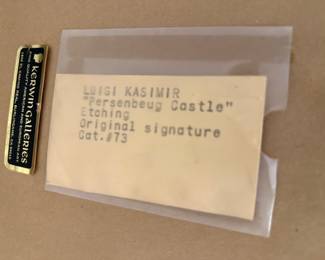 KERWIN GALLERIES
LUIGI KASIMIR
"Persenbeug Castle"
Etching
Original signature
Cat.#73